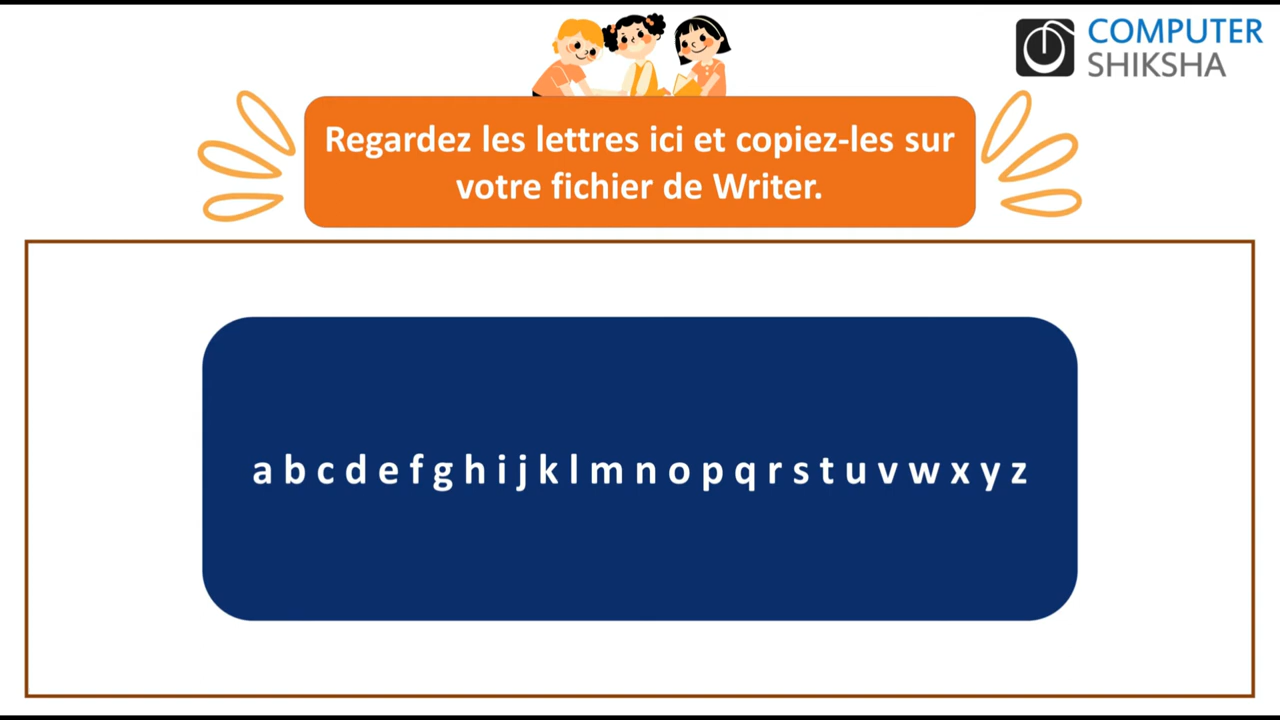 COMPUTER
SHIKSHA
Regardez les lettres ici et copiez-les sur
votre fichier de Writer.
a b c d e f g h i j k l m n o p q r s t u v w x y z